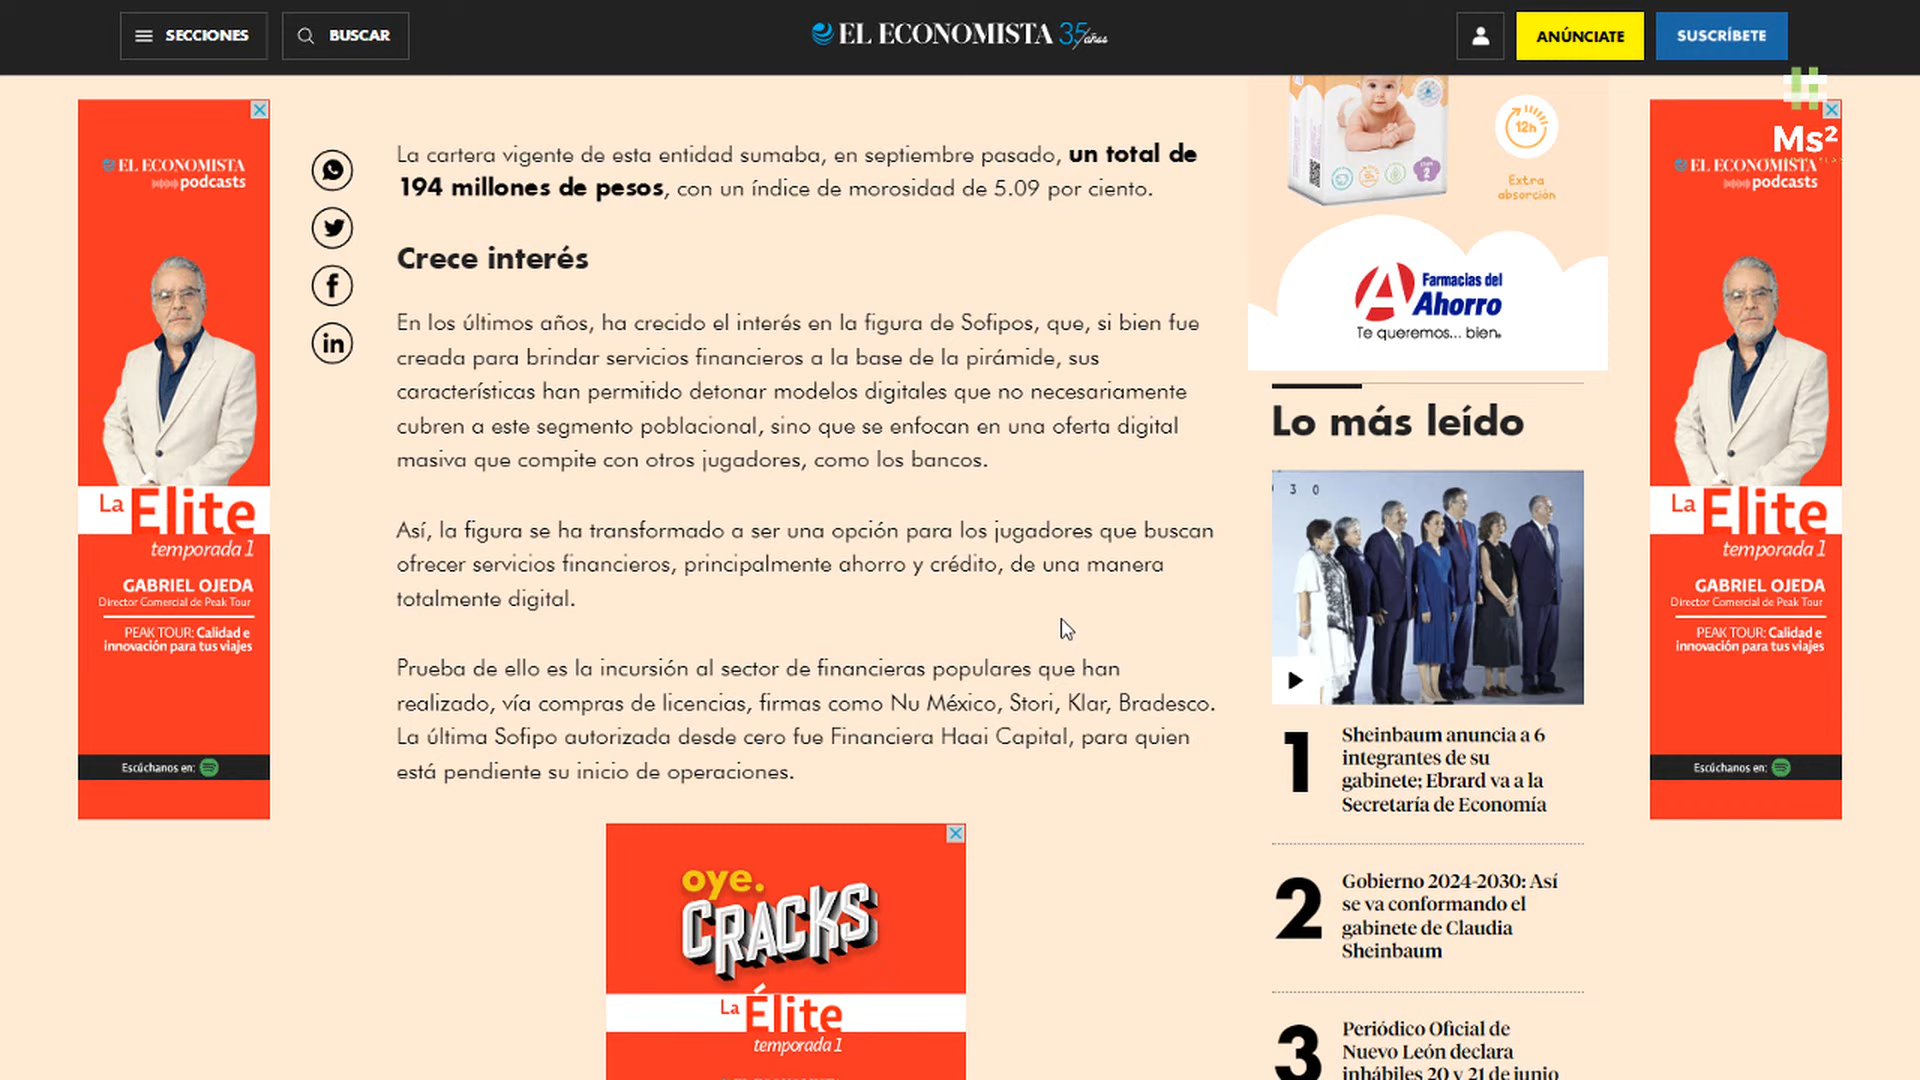 SECCIONES
BUSCAR
EL ECONOMISTA 35 años
ANÚNCIATE
SUSCRÍBETE
EL ECONOMISTA
podcasts
La Élite
temporada 1
GABRIEL OJEDA
Director Comercial de Peak Tour
PEAK TOUR: Calidad e
innovación para tus viajes
Escúchanos en:
La cartera vigente de esta entidad sumaba, en septiembre pasado, un total de
194 millones de pesos, con un índice de morosidad de 5.09 por ciento.
Crece interés
En los últimos años, ha crecido el interés en la figura de Sofipos, que, si bien fue
creada para brindar servicios financieros a la base de la pirámide, sus
características han permitido detonar modelos digitales que no necesariamente
cubren a este segmento poblacional, sino que se enfocan en una oferta digital
masiva que compite con otros jugadores, como los bancos.
Así, la figura se ha transformado a ser una opción para los jugadores que buscan
ofrecer servicios financieros, principalmente ahorro y crédito, de una manera
totalmente digital.
Prueba de ello es la incursión al sector de financieras populares que han
realizado, vía compras de licencias, firmas como Nu México, Stori, Klar, Bradesco.
La última Sofipo autorizada desde cero fue Financiera Haai Capital, para quien
está pendiente su inicio de operaciones.
oye.
CRACKS
La Élite
temporada 1
12h
Extra
absorción
Farmacias del
Ahorro
Te queremos... bien.
Lo más leído
3 0
1
Sheinbaum anuncia a 6
integrantes de su
gabinete; Ebrard va a la
Secretaría de Economía
2
Gobierno 2024-2030: Así
se va conformando el
gabinete de Claudia
Sheinbaum
3
Periódico Oficial de
Nuevo León declara
inhábiles 20 y 21 de junio
Ms²
EL ECONOMISTA
podcasts
La Élite
temporada 1
GABRIEL OJEDA
Director Comercial de Peak Tour
PEAK TOUR: Calidad e
innovación para tus viajes
Escúchanos en: